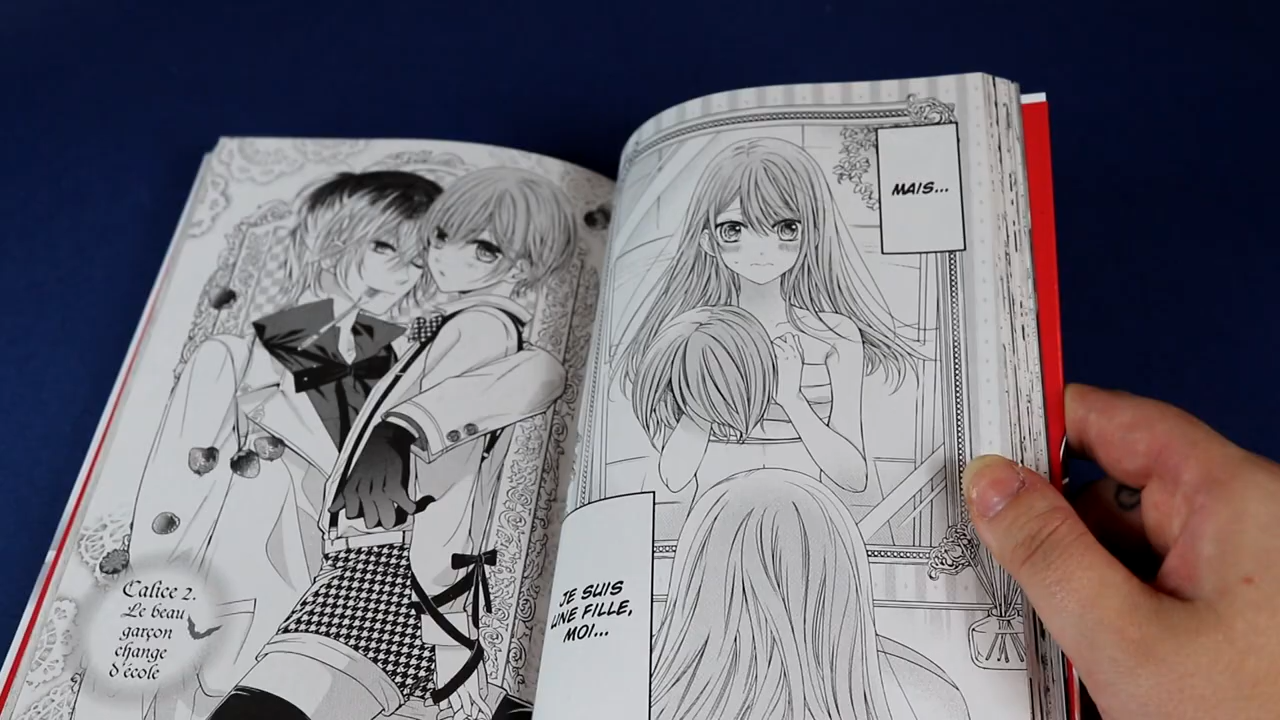 Calice 2.
Le beau
garçon
change
d'école
MAIS...
JE SUIS
UNE FILLE,
MOI...